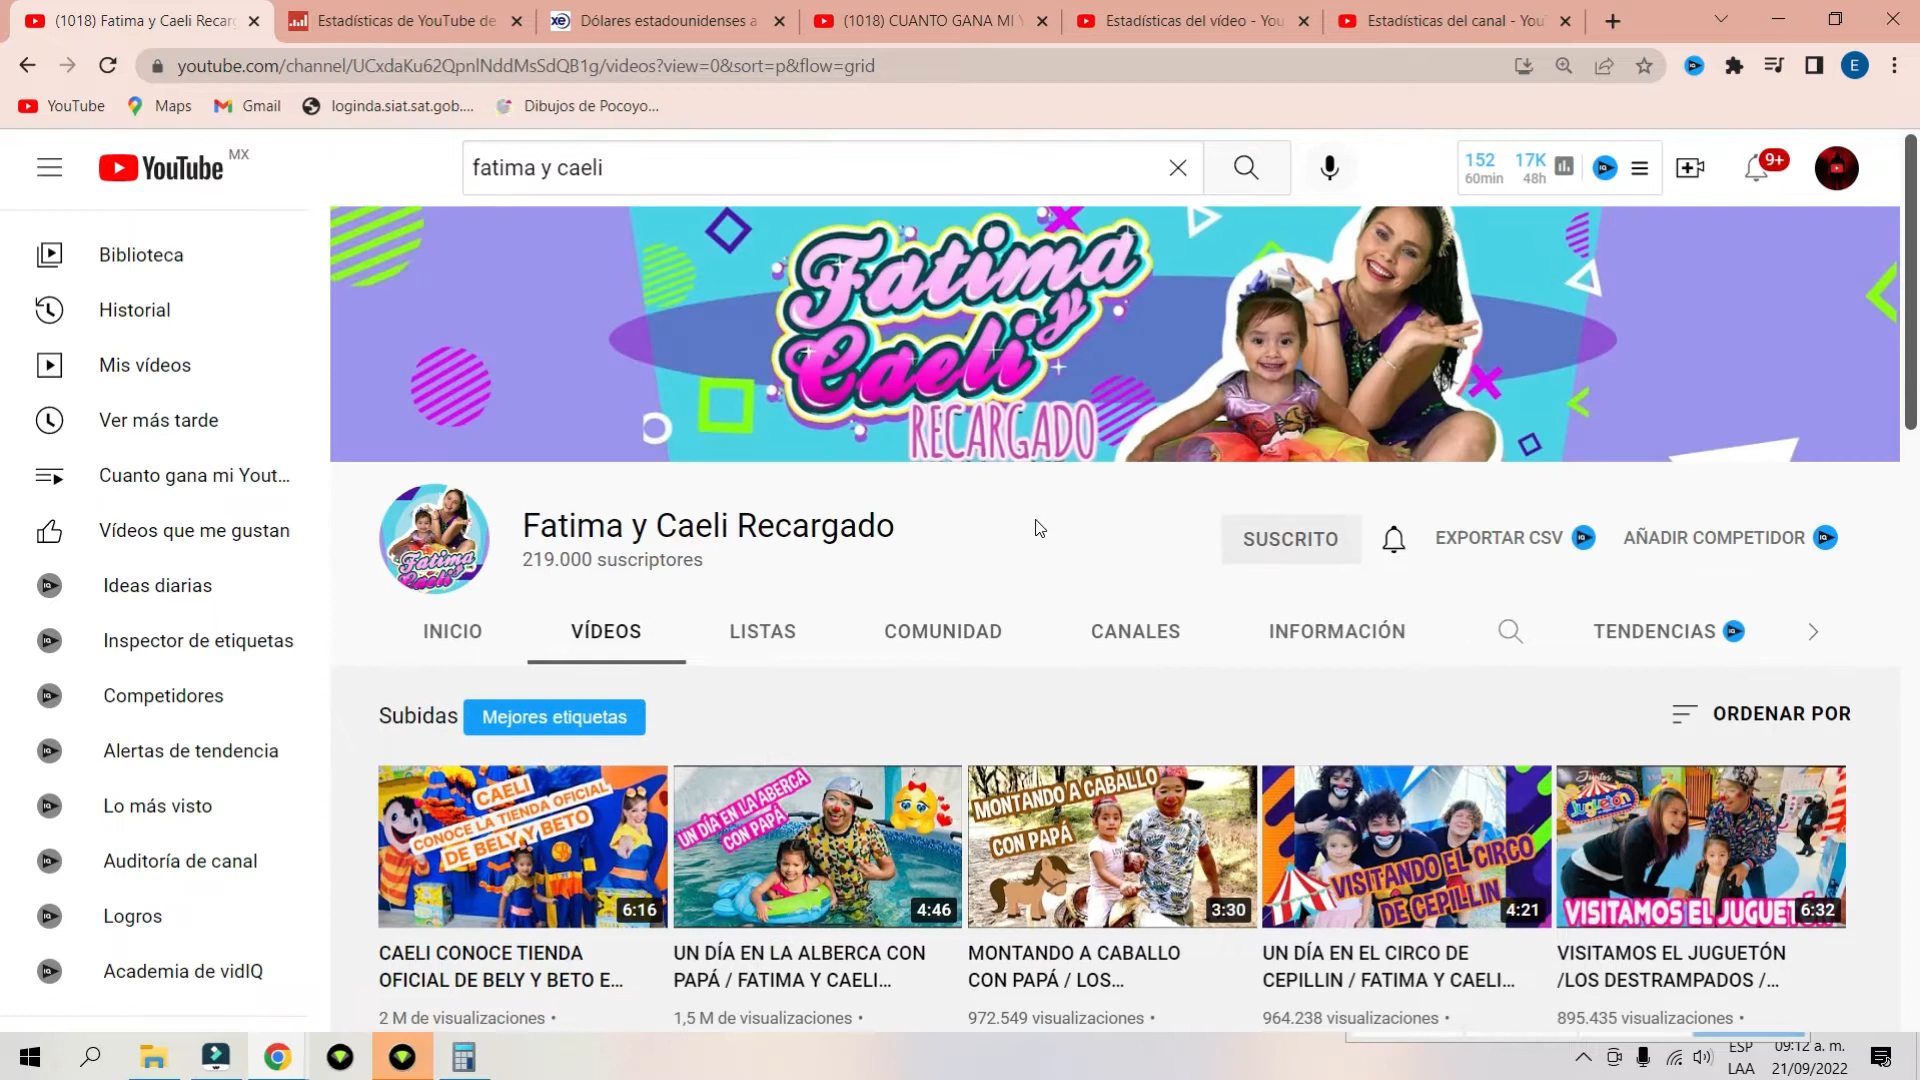 (1018) Fatima y Caeli Recarg
Estadísticas de YouTube de
Dólares estadounidenses a
(1018) CUANTO GANA MI Y
Estadísticas del vídeo - You
Estadísticas del canal - You
youtube.com/channel/UCxdaKu62QpnINddMsSdQB1g/videos?view=0&sort=p&flow=grid
E
YouTube
Maps
Gmail
loginda.siat.sat.gob....
Dibujos de Pocoyo...
YouTube MX
fatima y caeli
152 17K
60min 48h
9+
Biblioteca
Historial
Mis vídeos
Ver más tarde
Cuanto gana mi Yout...
Vídeos que me gustan
Ideas diarias
Inspector de etiquetas
Competidores
Alertas de tendencia
Lo más visto
Auditoría de canal
Logros
Academia de vidIQ
Fatima y
Caeli
RECARGADO
Fatima y Caeli Recargado
219.000 suscriptores
SUSCRITO
EXPORTAR CSV
AÑADIR COMPETIDOR
INICIO
VÍDEOS
LISTAS
COMUNIDAD
CANALES
INFORMACIÓN
TENDENCIAS
Subidas
Mejores etiquetas
ORDENAR POR
CAELI
CONOCE LA TIENDA OFICIAL
DE BELY Y BETO
6:16
UN DÍA EN LA ABERCA
CON PAPÁ
4:46
MONTANDO A CABALLO
CON PAPÁ
3:30
VISITANDO EL CIRCO
DE CEPILLIN
4:21
Juguetón
VISITAMOS EL JUGUET
6:32
CAELI CONOCE TIENDA
OFICIAL DE BELY Y BETO E...
2 M de visualizaciones •
UN DÍA EN LA ALBERCA CON
PAPÁ / FATIMA Y CAELI...
1,5 M de visualizaciones •
MONTANDO A CABALLO
CON PAPÁ / LOS...
972.549 visualizaciones •
UN DÍA EN EL CIRCO DE
CEPILLIN / FATIMA Y CAELI...
964.238 visualizaciones •
VISITAMOS EL JUGUETÓN
/LOS DESTRAMPADOS /...
895.435 visualizaciones •
ESP
LAA
09:12 a. m.
21/09/2022